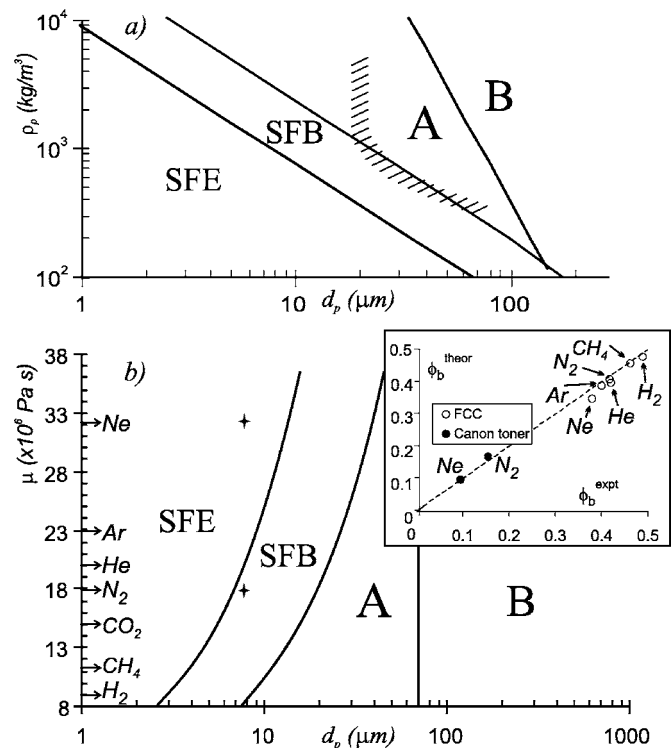 a)
ρp (kg/m³)
10⁴
10³
10²
SFE
SFB
A
B
1
10
100
dp (μm)
b)
μ (x10⁶ Pa s)
38
33
28
23
18
13
8
Ne
Ar
He
N₂
CO₂
CH₄
H₂
SFE
SFB
A
B
1
10
100
1000
dp (μm)
0.5
0.4
0.3
0.2
0.1
0
ϕb theor
CH₄
N₂
Ar
Ne
He
H₂
FCC
Canon toner
Ne
N₂
ϕb expt
0
0.1
0.2
0.3
0.4
0.5